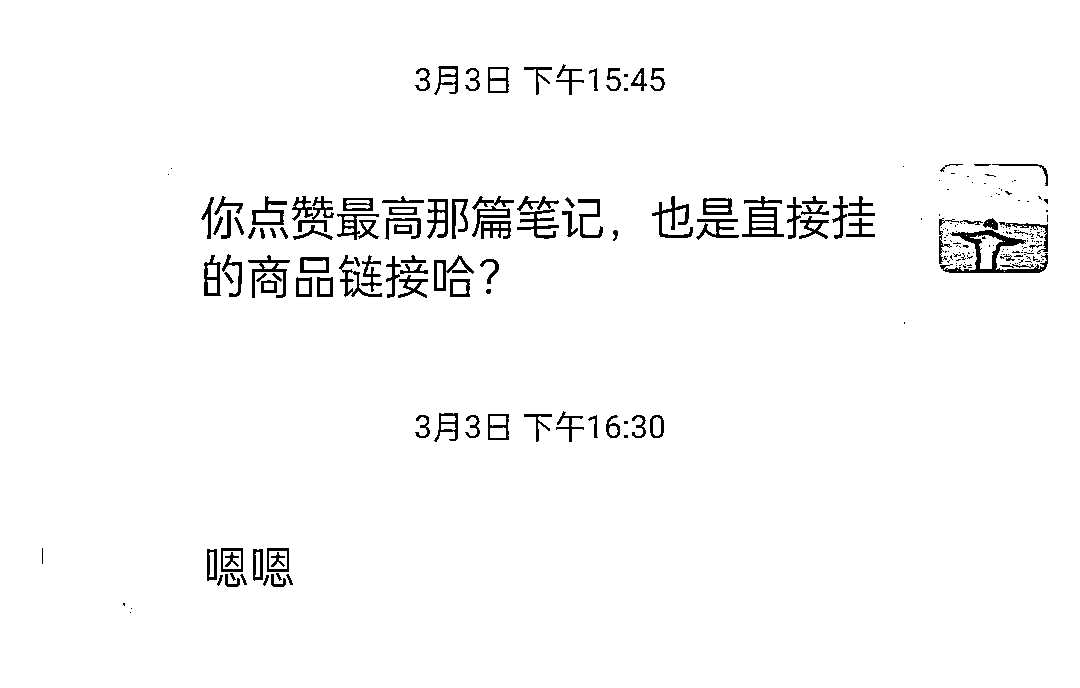 3月3日 下午15:45
你点赞最高那篇笔记，也是直接挂
的商品链接哈？
3月3日 下午16:30
嗯嗯